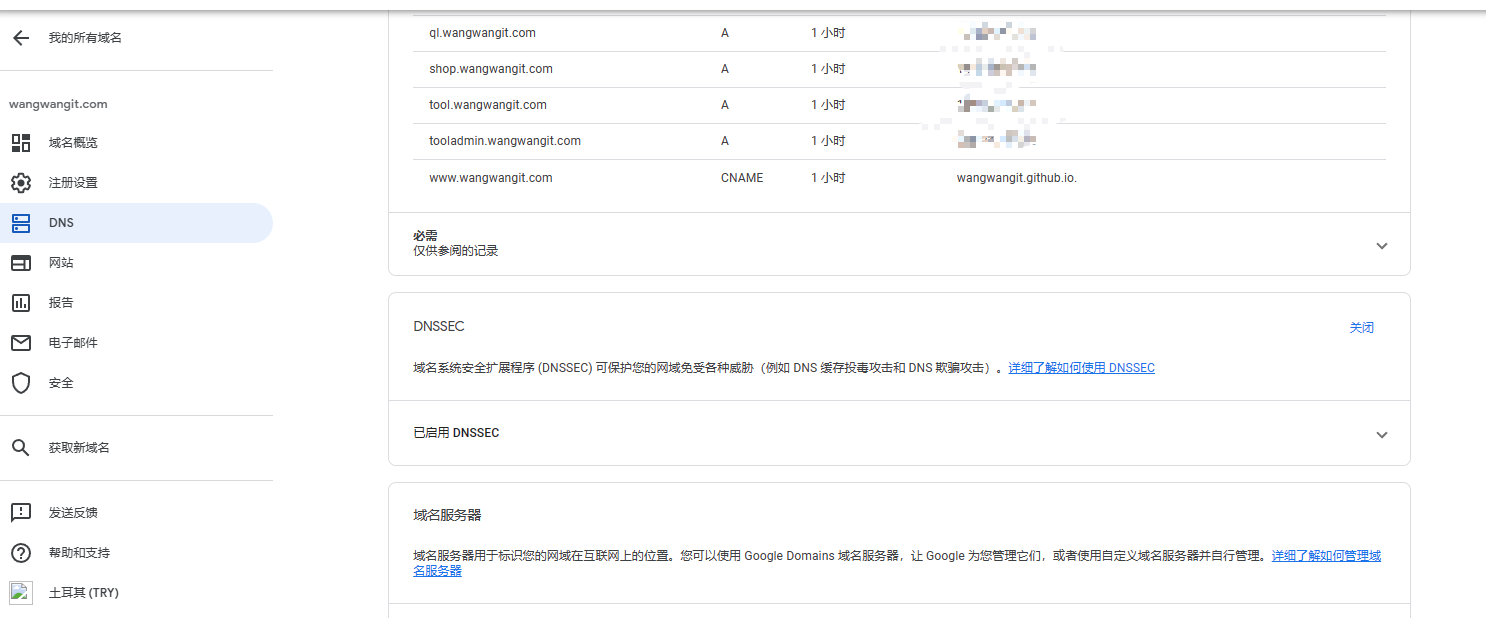 我的所有域名
wangwangit.com
域名概览
注册设置
DNS
网站
报告
电子邮件
安全
获取新域名
发送反馈
帮助和支持
土耳其 (TRY)
ql.wangwangit.com A 1 小时
shop.wangwangit.com A 1 小时
tool.wangwangit.com A 1 小时
tooladmin.wangwangit.com A 1 小时
www.wangwangit.com CNAME 1 小时 wangwangit.github.io.
必需
仅供参阅的记录
DNSSEC 关闭
域名系统安全扩展程序 (DNSSEC) 可保护您的网域免受各种威胁（例如 DNS 缓存投毒攻击和 DNS 欺骗攻击）。详细了解如何使用 DNSSEC
已启用 DNSSEC
域名服务器
域名服务器用于标识您的网域在互联网上的位置。您可以使用 Google Domains 域名服务器，让 Google 为您管理它们，或者使用自定义域名服务器并自行管理。详细了解如何管理域
名服务器